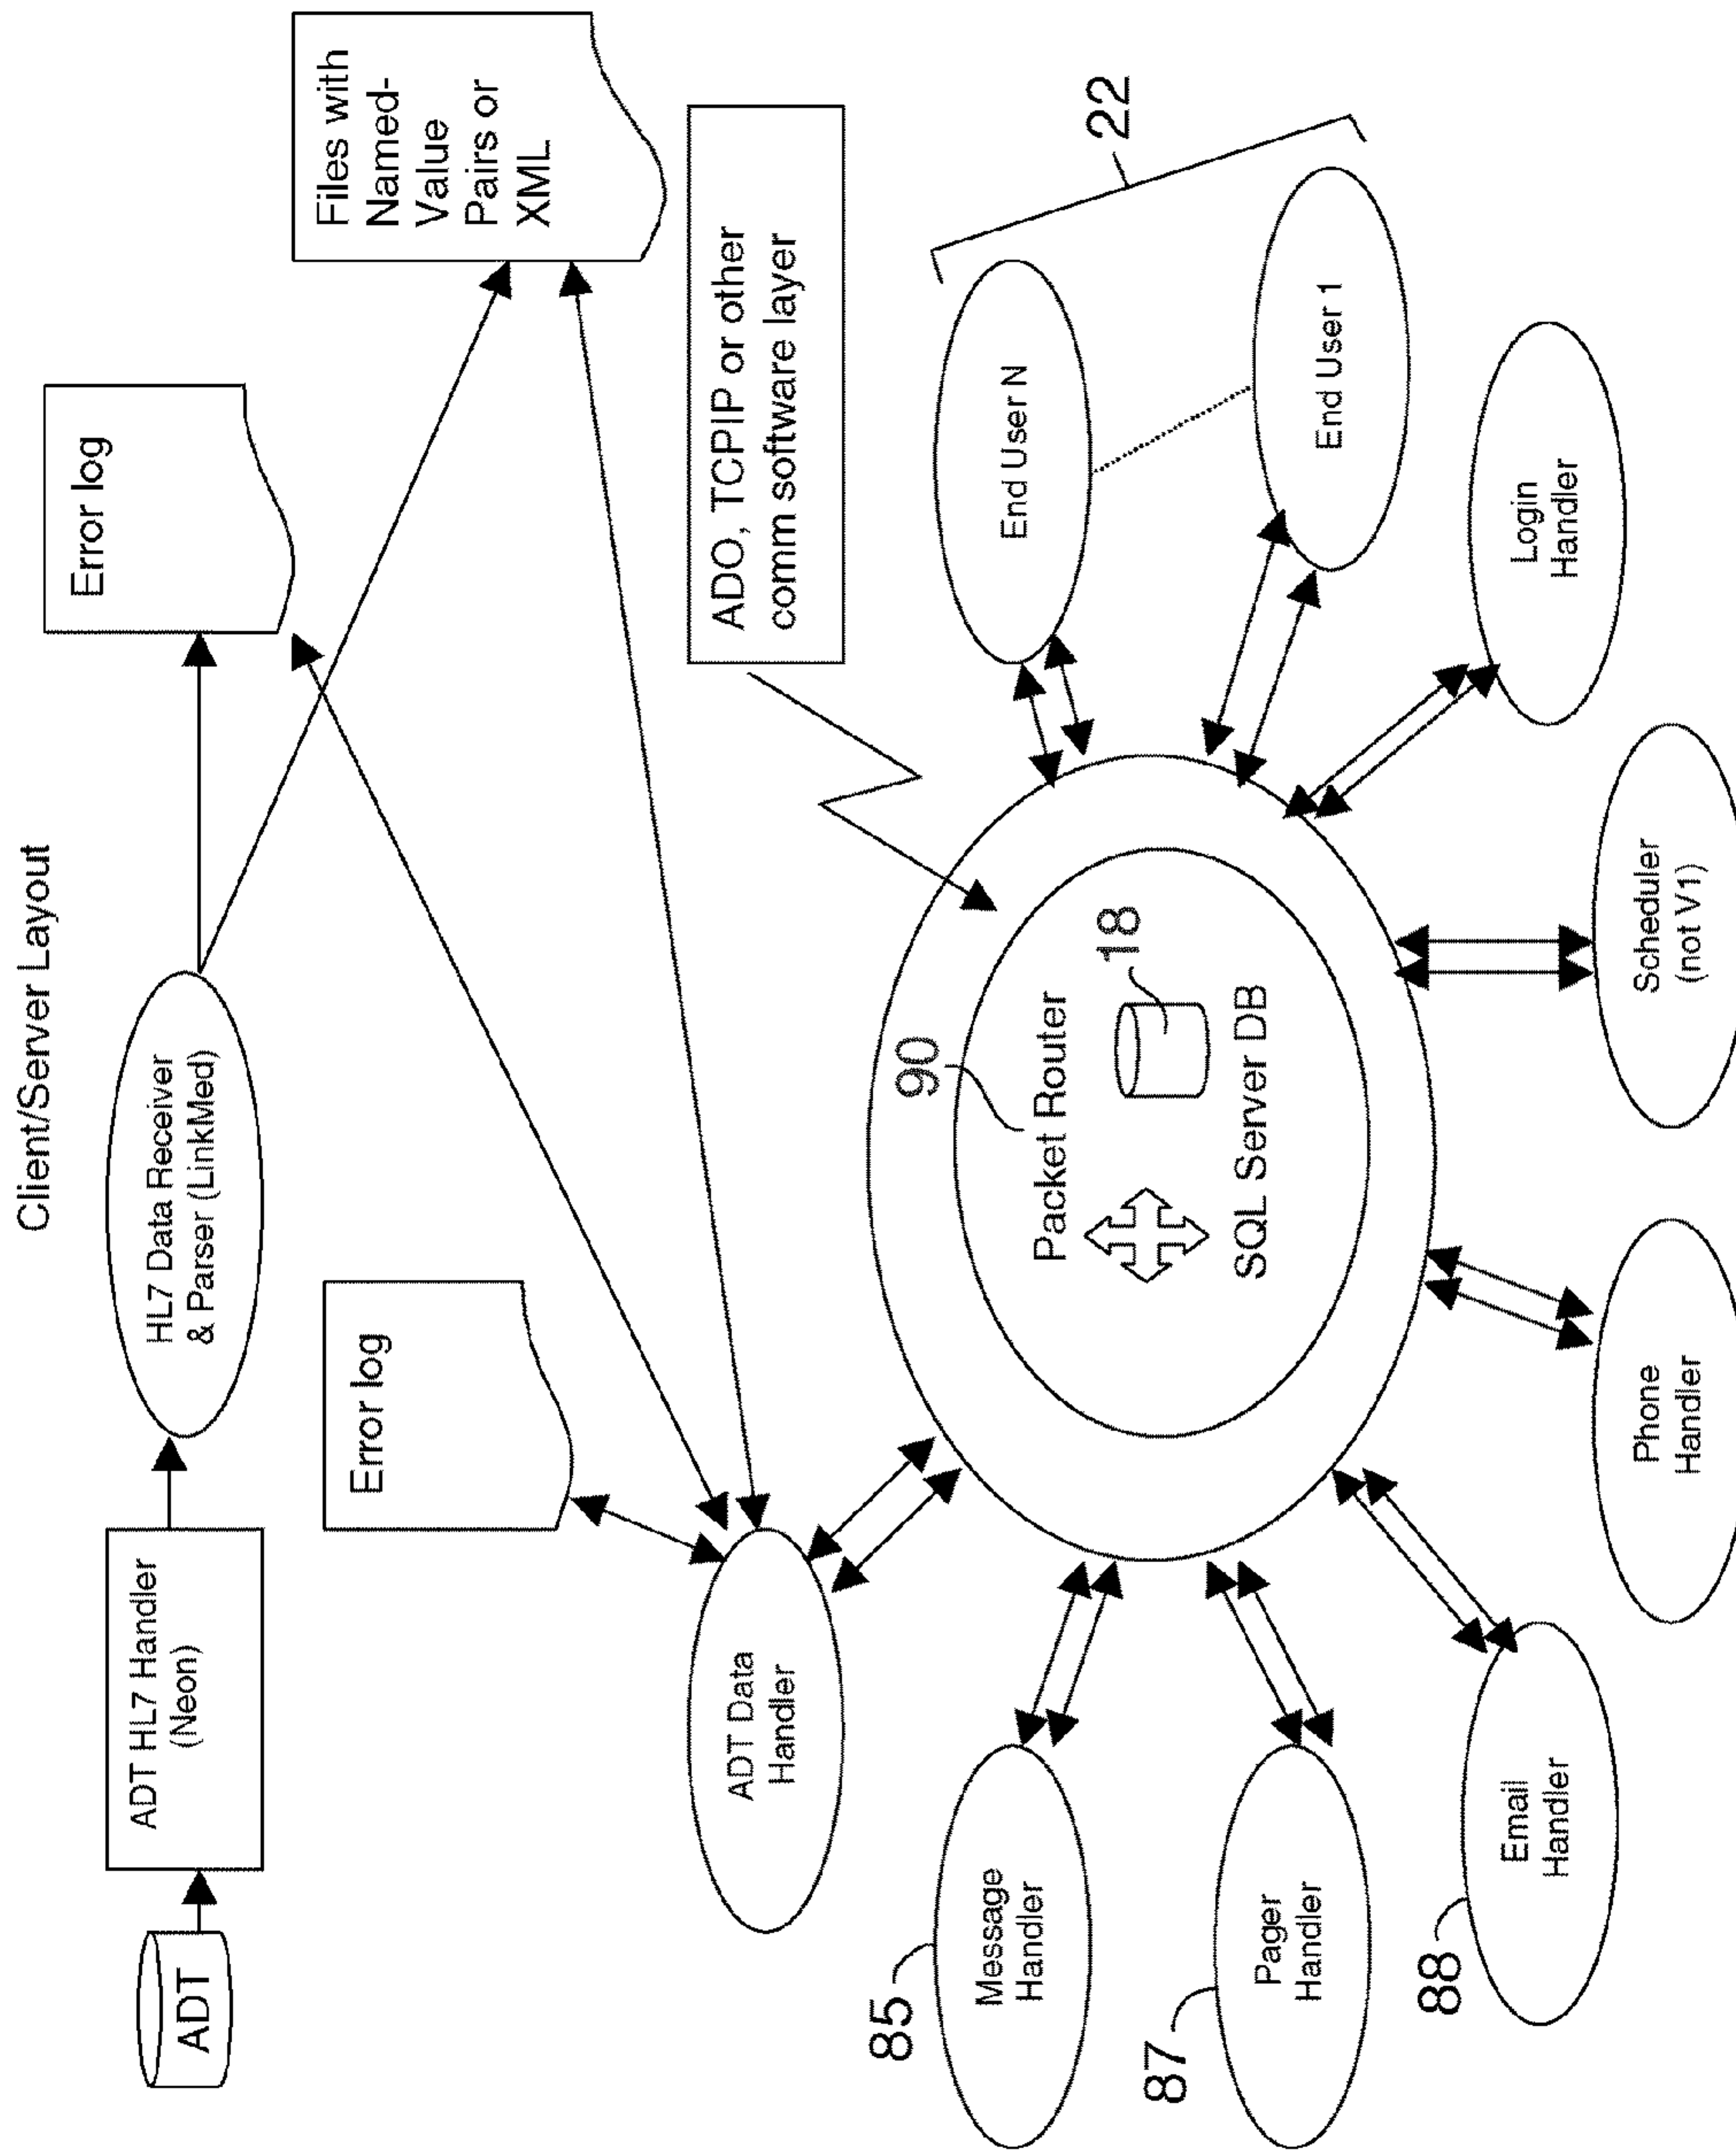 Client/Server Layout
ADT
ADT HL7 Handler
(Neon)
HL7 Data Receiver
& Parser (LinkMed)
Error log
Files with
Named-
Value
Pairs or
XML
Error log
ADO, TCPIP or other
comm software layer
ADT Data
Handler
85
Message
Handler
87
Pager
Handler
88
Email
Handler
Phone
Handler
Scheduler
(not V1)
Login
Handler
End User 1
End User N
22
90
Packet Router
18
SQL Server DB